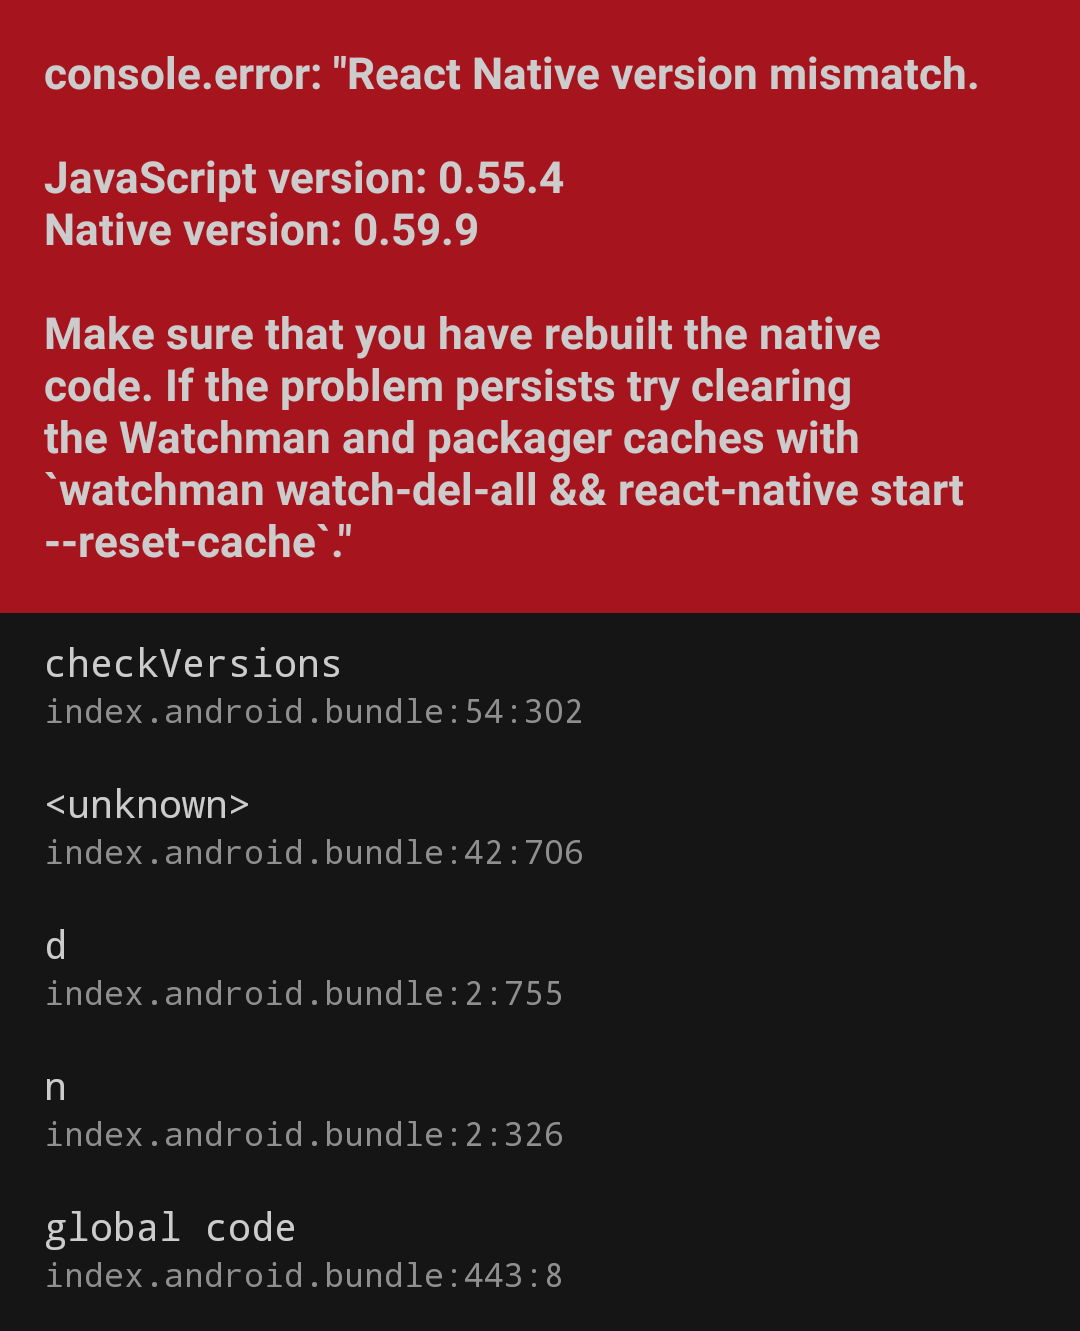 console.error: "React Native version mismatch.
JavaScript version: 0.55.4
Native version: 0.59.9
Make sure that you have rebuilt the native
code. If the problem persists try clearing
the Watchman and packager caches with
`watchman watch-del-all && react-native start
--reset-cache`."
checkVersions
index.android.bundle:54:302
<unknown>
index.android.bundle:42:706
d
index.android.bundle:2:755
n
index.android.bundle:2:326
global code
index.android.bundle:443:8